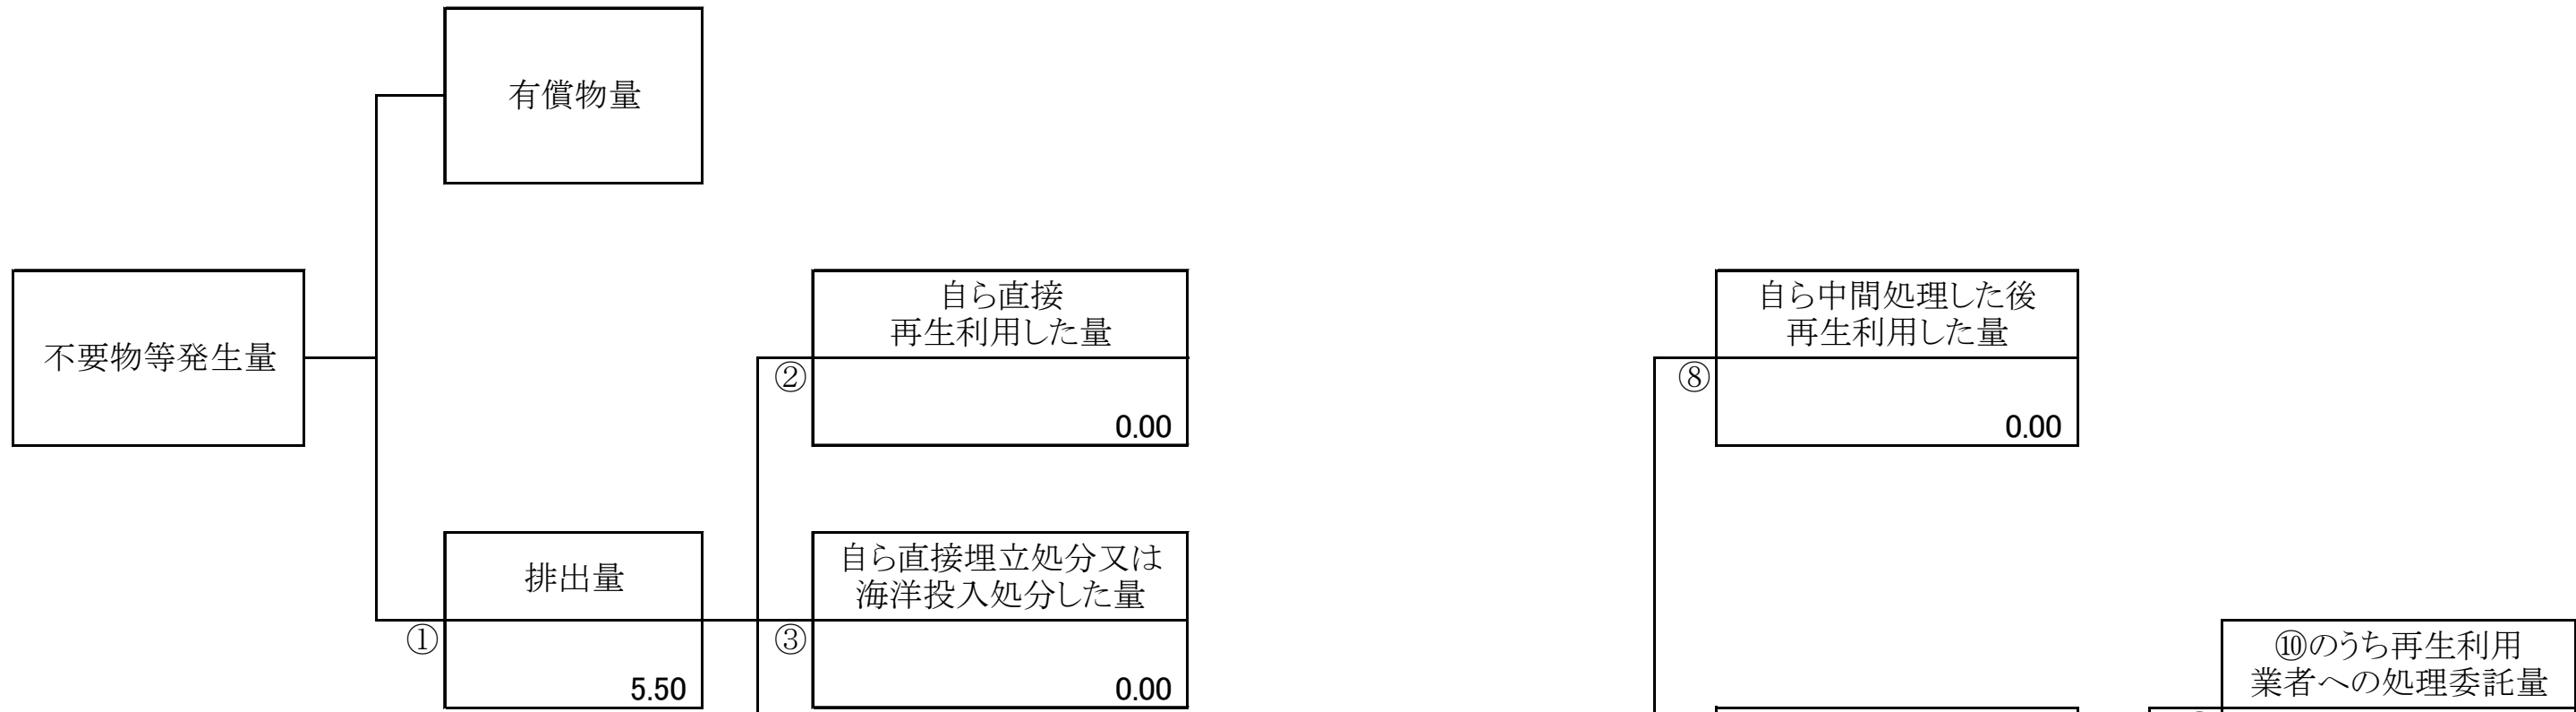 有償物量
不要物等発生量
自ら直接
再生利用した量
②
0.00
自ら中間処理した後
再生利用した量
⑧
0.00
排出量
①
5.50
自ら直接埋立処分又は
海洋投入処分した量
③
0.00
⑩のうち再生利用
業者への処理委託量